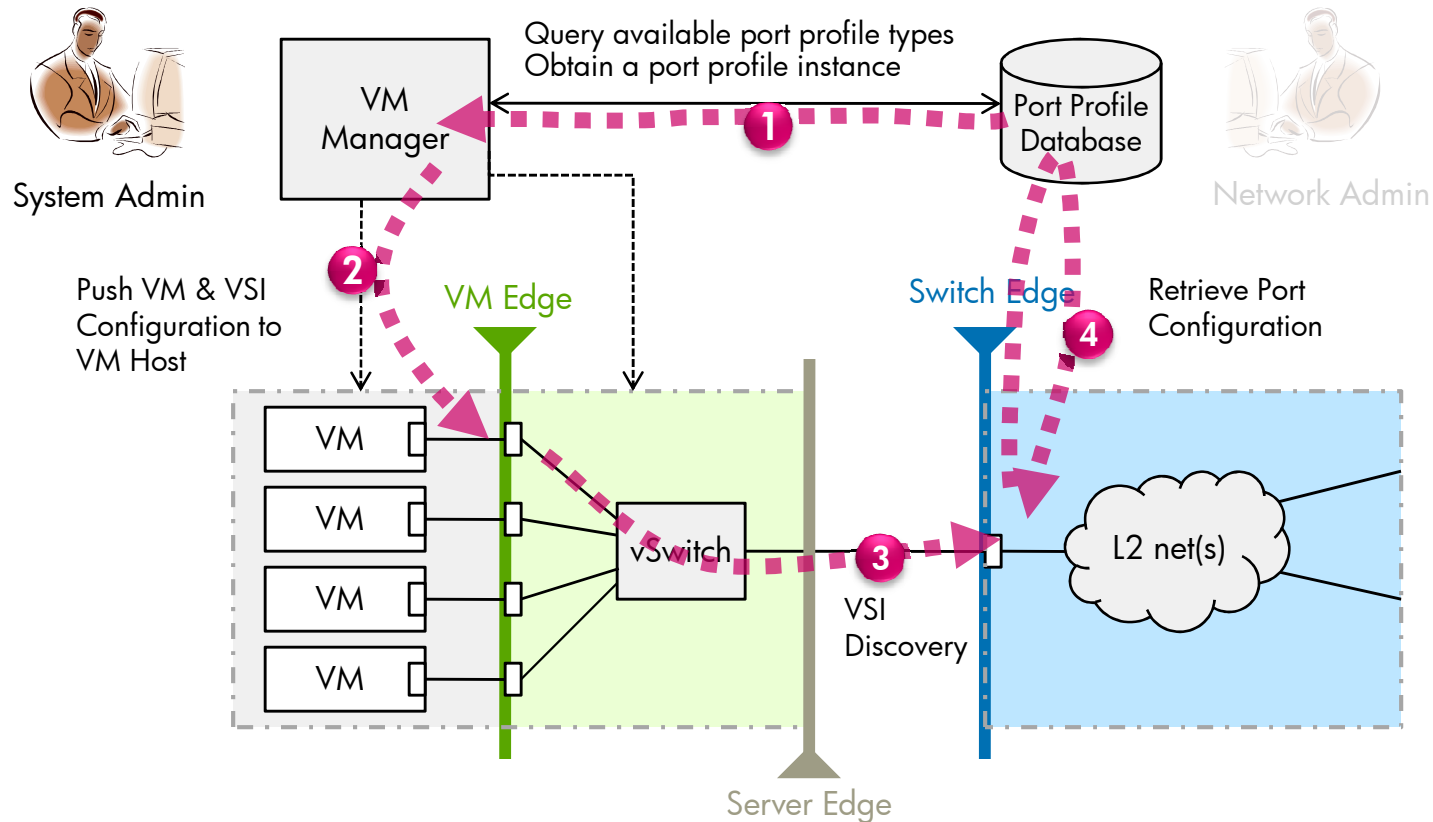 Query available port profile types
Obtain a port profile instance
VM
Manager
1
Port Profile
Database
System Admin
Network Admin
2
Push VM & VSI
Configuration to
VM Host
VM Edge
Switch Edge
4
Retrieve Port
Configuration
VM
VM
VM
VM
vSwitch
3
VSI
Discovery
L2 net(s)
Server Edge